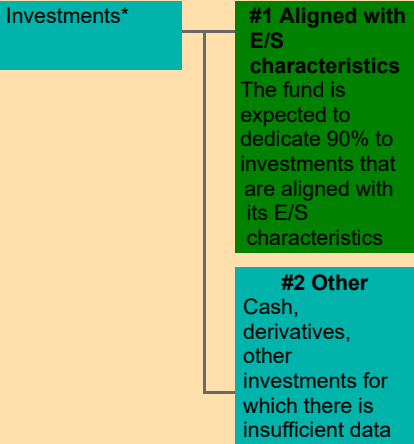 Investments*
#1 Aligned with
E/S
characteristics
The fund is
expected to
dedicate 90% to
investments that
are aligned with
its E/S
characteristics
#2 Other
Cash,
derivatives,
other
investments for
which there is
insufficient data